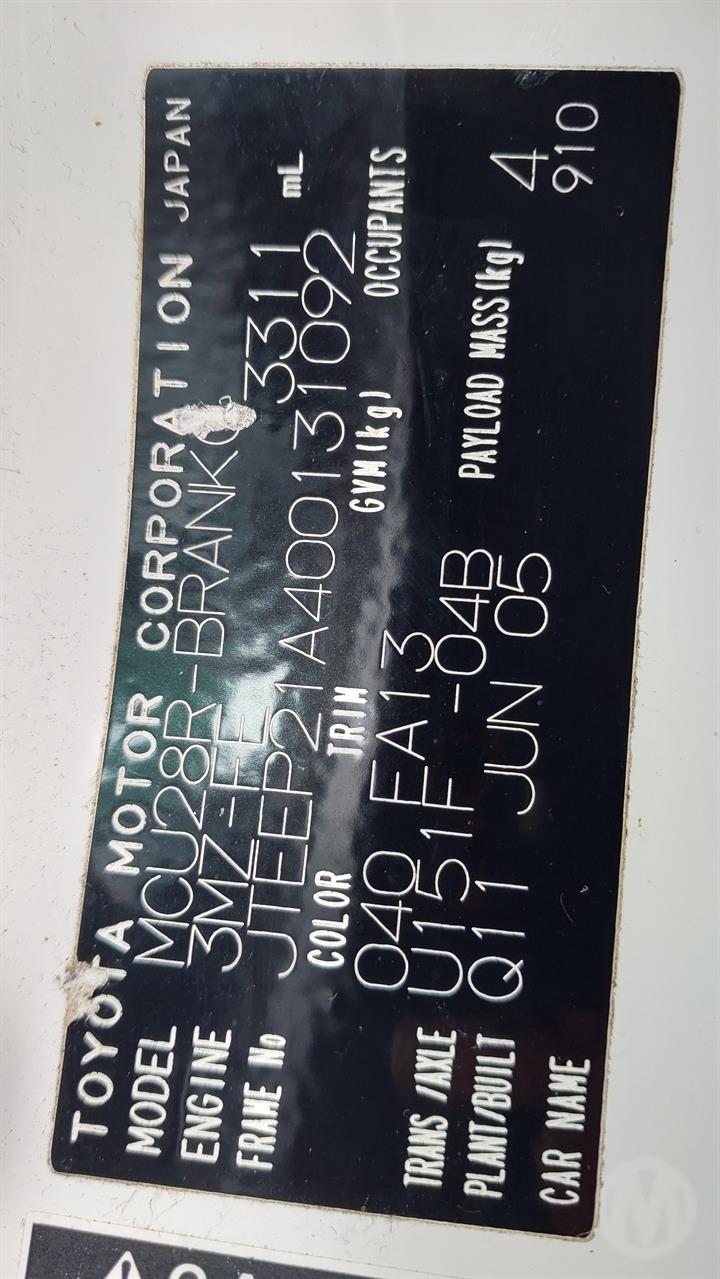 TOYOTA MOTOR CORPORATION JAPAN
MODEL MCU28R-BRANK
ENGINE 3MZ-FE 3311 mL
FRAME No JTEEP21A400131092
COLOR TRIM GVM(kg) OCCUPANTS
040 FA13
TRANS/AXLE U151F -04B PAYLOAD MASS(kg) 4
PLANT/BUILT Q11 JUN 05 910
CAR NAME
M